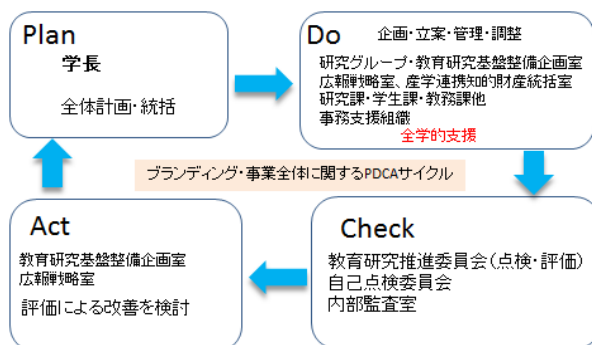 Plan
学長
全体計画・統括
Do
企画・立案・管理・調整
研究グループ・教育研究基盤整備企画室
広報戦略室、産学連携知的財産統括室
研究課・学生課・教務課他
事務支援組織
全学的支援
ブランディング・事業全体に関するPDCAサイクル
Act
教育研究基盤整備企画室
広報戦略室
評価による改善を検討
Check
教育研究推進委員会(点検・評価)
自己点検委員会
内部監査室